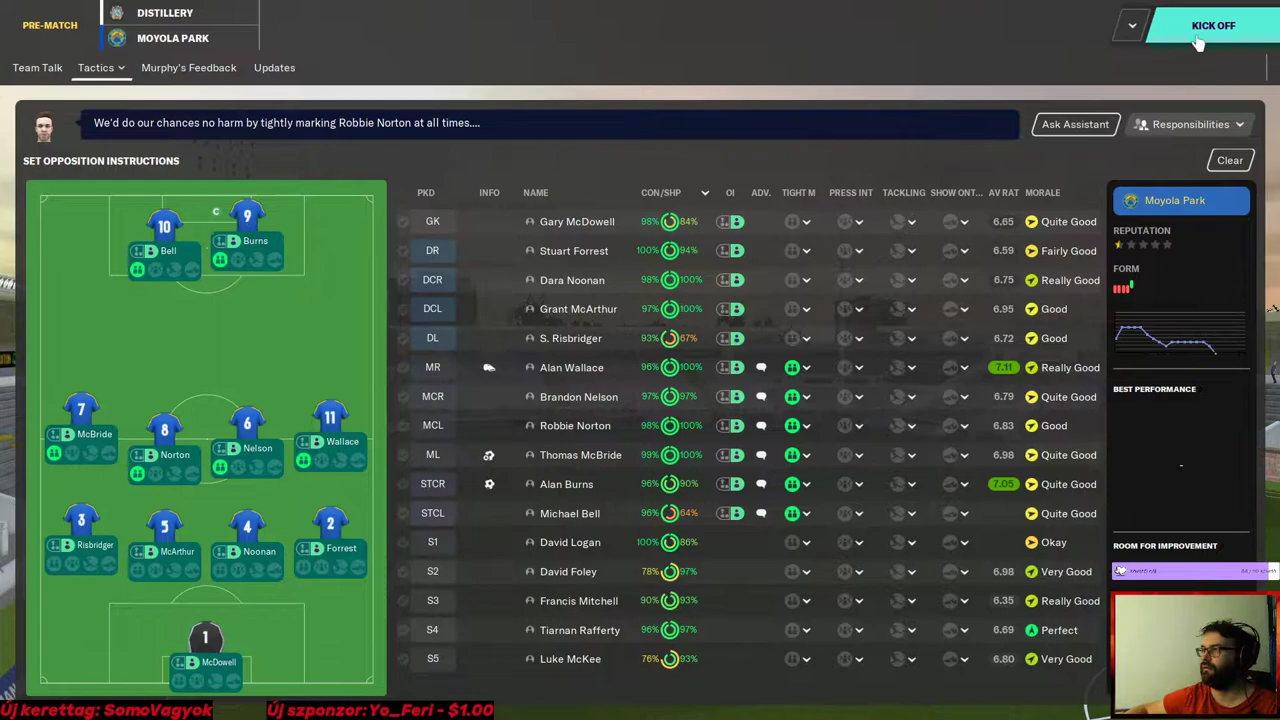 PRE-MATCH
DISTILLERY
MOYOLA PARK
KICK OFF
Team Talk Tactics Murphy's Feedback Updates
We'd do our chances no harm by tightly marking Robbie Norton at all times....
Ask Assistant Responsibilities
SET OPPOSITION INSTRUCTIONS
Clear
PKD INFO NAME CON/SHP OI ADV. TIGHT M PRESS INT TACKLING SHOW ONT... AV RAT MORALE
GK Gary McDowell 98% 84% 6.65 Quite Good
DR Stuart Forrest 100% 94% 6.59 Fairly Good
DCR Dara Noonan 98% 100% 6.75 Really Good
DCL Grant McArthur 97% 100% 6.95 Good
DL S. Risbridger 93% 67% 6.72 Good
MR Alan Wallace 96% 100% 7.11 Really Good
MCR Brandon Nelson 97% 97% 6.79 Quite Good
MCL Robbie Norton 98% 100% 6.83 Good
ML Thomas McBride 99% 100% 6.98 Quite Good
STCR Alan Burns 96% 90% 7.05 Quite Good
STCL Michael Bell 96% 64% Quite Good
S1 David Logan 100% 86% Okay
S2 David Foley 78% 97% 6.98 Very Good
S3 Francis Mitchell 90% 93% 6.35 Really Good
S4 Tiarnan Rafferty 96% 97% 6.69 Perfect
S5 Luke McKee 76% 93% 6.80 Very Good
10 Bell
C 9 Burns
7 McBride
8 Norton
6 Nelson
11 Wallace
3 Risbridger
5 McArthur
4 Noonan
2 Forrest
1 McDowell
Moyola Park
REPUTATION
FORM
BEST PERFORMANCE
-
ROOM FOR IMPROVEMENT
Új kerettag: SomoVagyok Új szponzor: Yo_Feri - $1.00